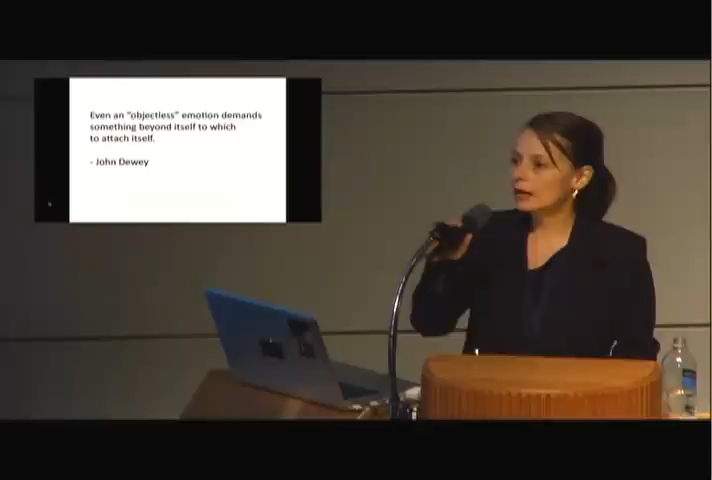 Even an "objectless" emotion demands
something beyond itself to which
to attach itself.
- John Dewey